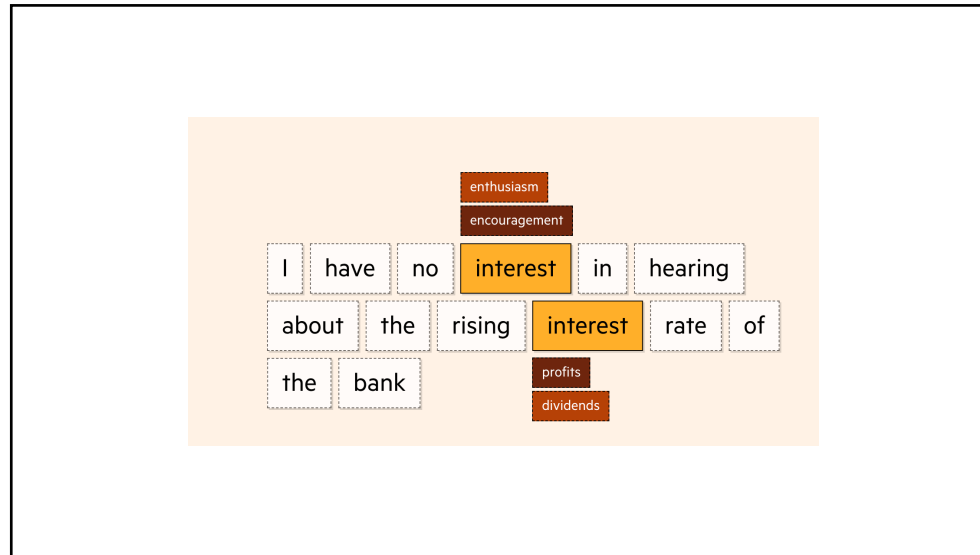 enthusiasm
encouragement
I have no interest in hearing
about the rising interest rate of
the bank
profits
dividends